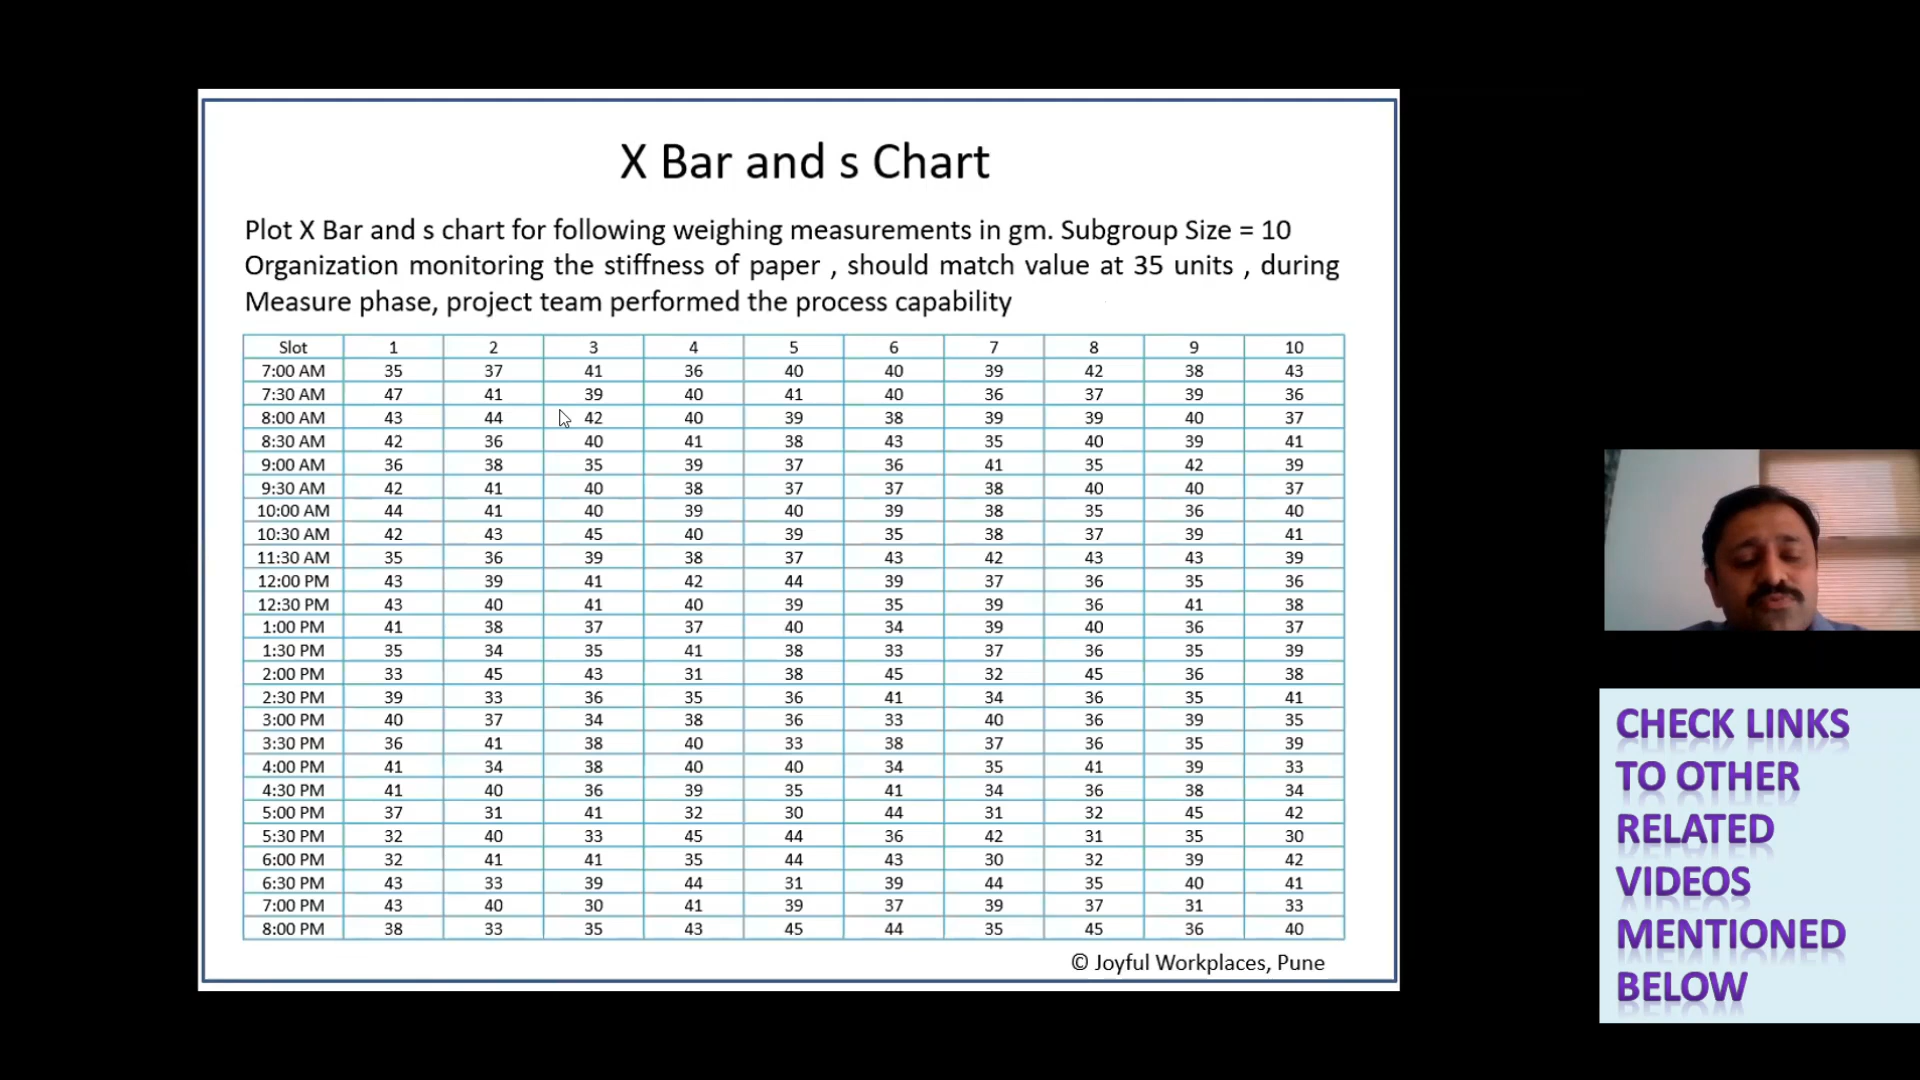 X Bar and s Chart
Plot X Bar and s chart for following weighing measurements in gm. Subgroup Size = 10
Organization monitoring the stiffness of paper , should match value at 35 units , during
Measure phase, project team performed the process capability
Slot 1 2 3 4 5 6 7 8 9 10
7:00 AM 35 37 41 36 40 40 39 42 38 43
7:30 AM 47 41 39 40 41 40 36 37 39 36
8:00 AM 43 44 42 40 39 38 39 39 40 37
8:30 AM 42 36 40 41 38 43 35 40 39 41
9:00 AM 36 38 35 39 37 36 41 35 42 39
9:30 AM 42 41 40 38 37 37 38 40 40 37
10:00 AM 44 41 40 39 40 39 38 35 36 40
10:30 AM 42 43 45 40 39 35 38 37 39 41
11:30 AM 35 36 39 38 37 43 42 43 43 39
12:00 PM 43 39 41 42 44 39 37 36 35 36
12:30 PM 43 40 41 40 39 35 39 36 41 38
1:00 PM 41 38 37 37 40 34 39 40 36 37
1:30 PM 35 34 35 41 38 33 37 36 35 39
2:00 PM 33 45 43 31 38 45 32 45 36 38
2:30 PM 39 33 36 35 36 41 34 36 35 41
3:00 PM 40 37 34 38 36 33 40 36 39 35
3:30 PM 36 41 38 40 33 38 37 36 35 39
4:00 PM 41 34 38 40 40 34 35 41 39 33
4:30 PM 41 40 36 39 35 41 34 36 38 34
5:00 PM 37 31 41 32 30 44 31 32 45 42
5:30 PM 32 40 33 45 44 36 42 31 35 30
6:00 PM 32 41 41 35 44 43 30 32 39 42
6:30 PM 43 33 39 44 31 39 44 35 40 41
7:00 PM 43 40 30 41 39 37 39 37 31 33
8:00 PM 38 33 35 43 45 44 35 45 36 40
© Joyful Workplaces, Pune
CHECK LINKS
TO OTHER
RELATED
VIDEOS
MENTIONED
BELOW